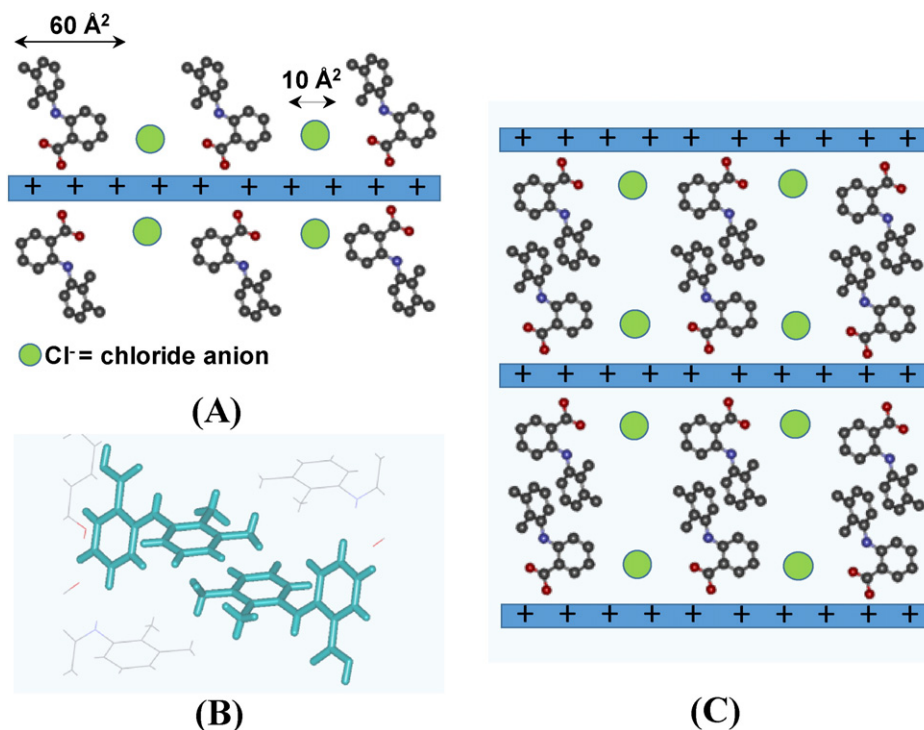 60 Å²
10 Å²
+ + + + + + + + + +
Cl⁻ = chloride anion
(A)
(B)
+ + + + + + + + +
+ + + + + + + + +
+ + + + + + + + +
(C)